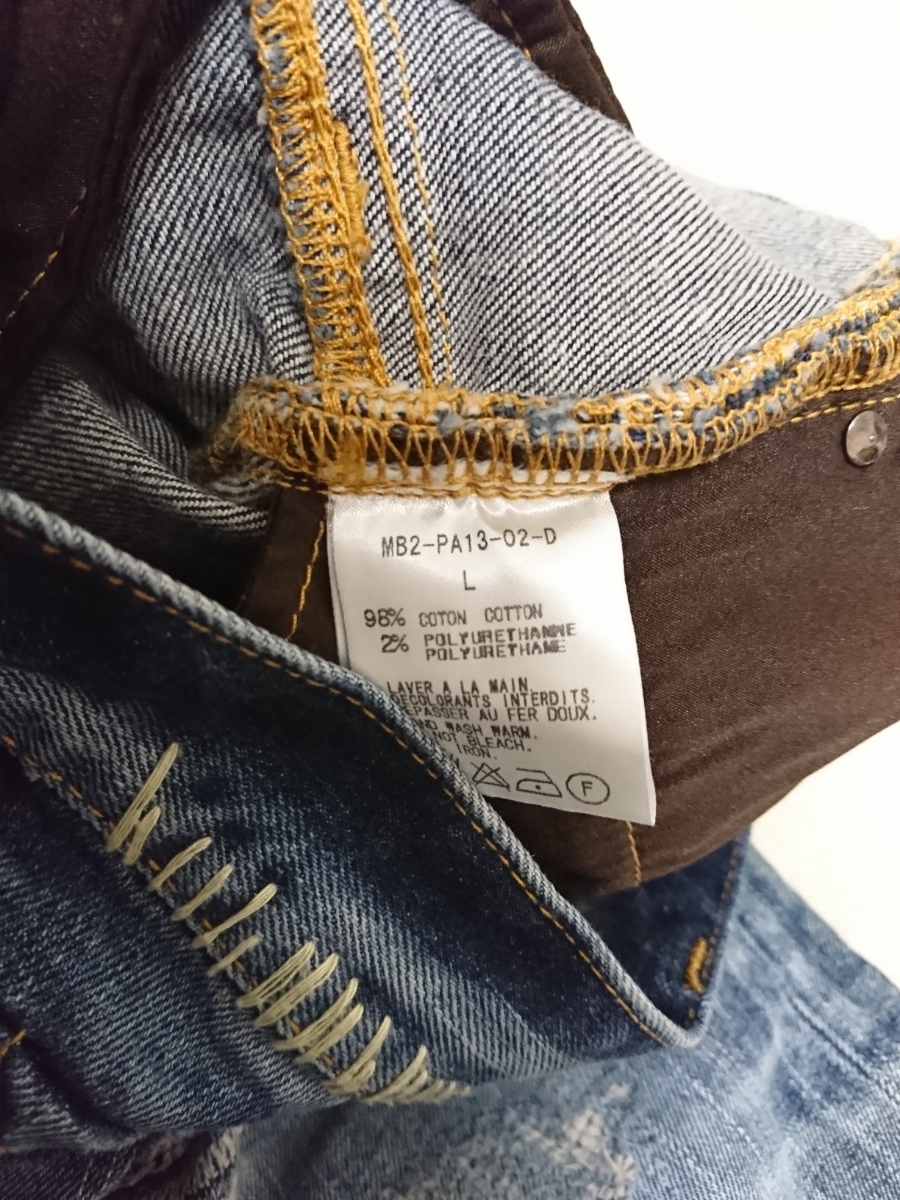 MB2-PA13-02-D
L
98% COTON COTTON
2% POLYURETHANNE
POLYURETHANE
LAVER A LA MAIN.
DECOLORANTS INTERDITS.
REPASSER AU FER DOUX.
WASH WARM.
NOT BLEACH.
IRON.
F